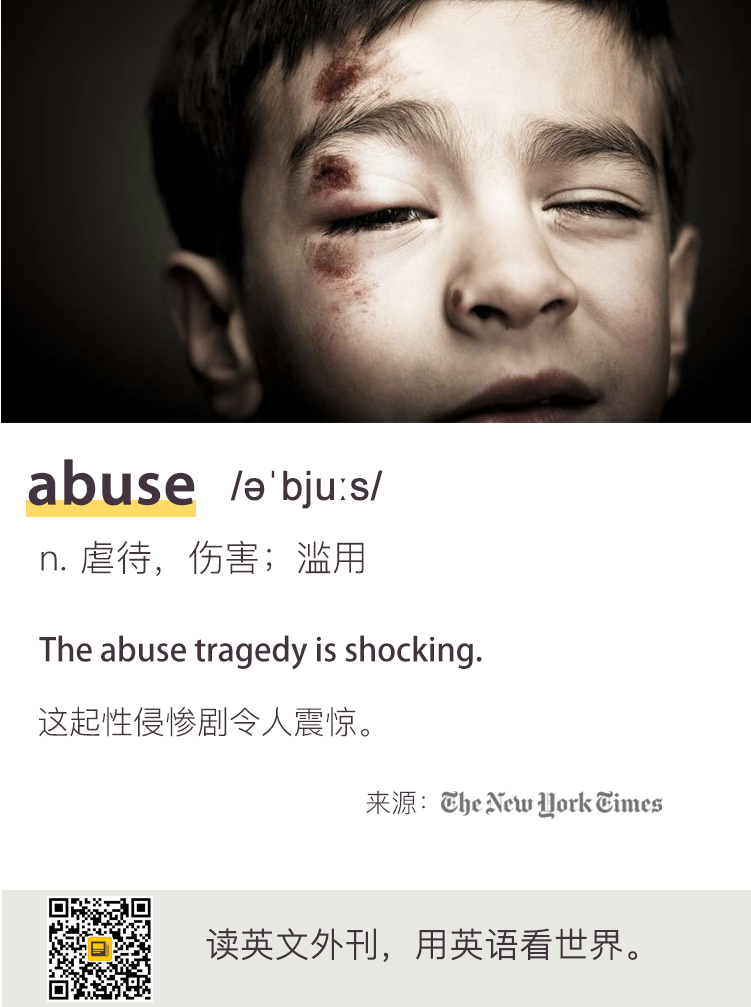 abuse /əˈbjuːs/
n. 虐待，伤害；滥用
The abuse tragedy is shocking.
这起性侵惨剧令人震惊。
来源：The New York Times
读英文外刊，用英语看世界。